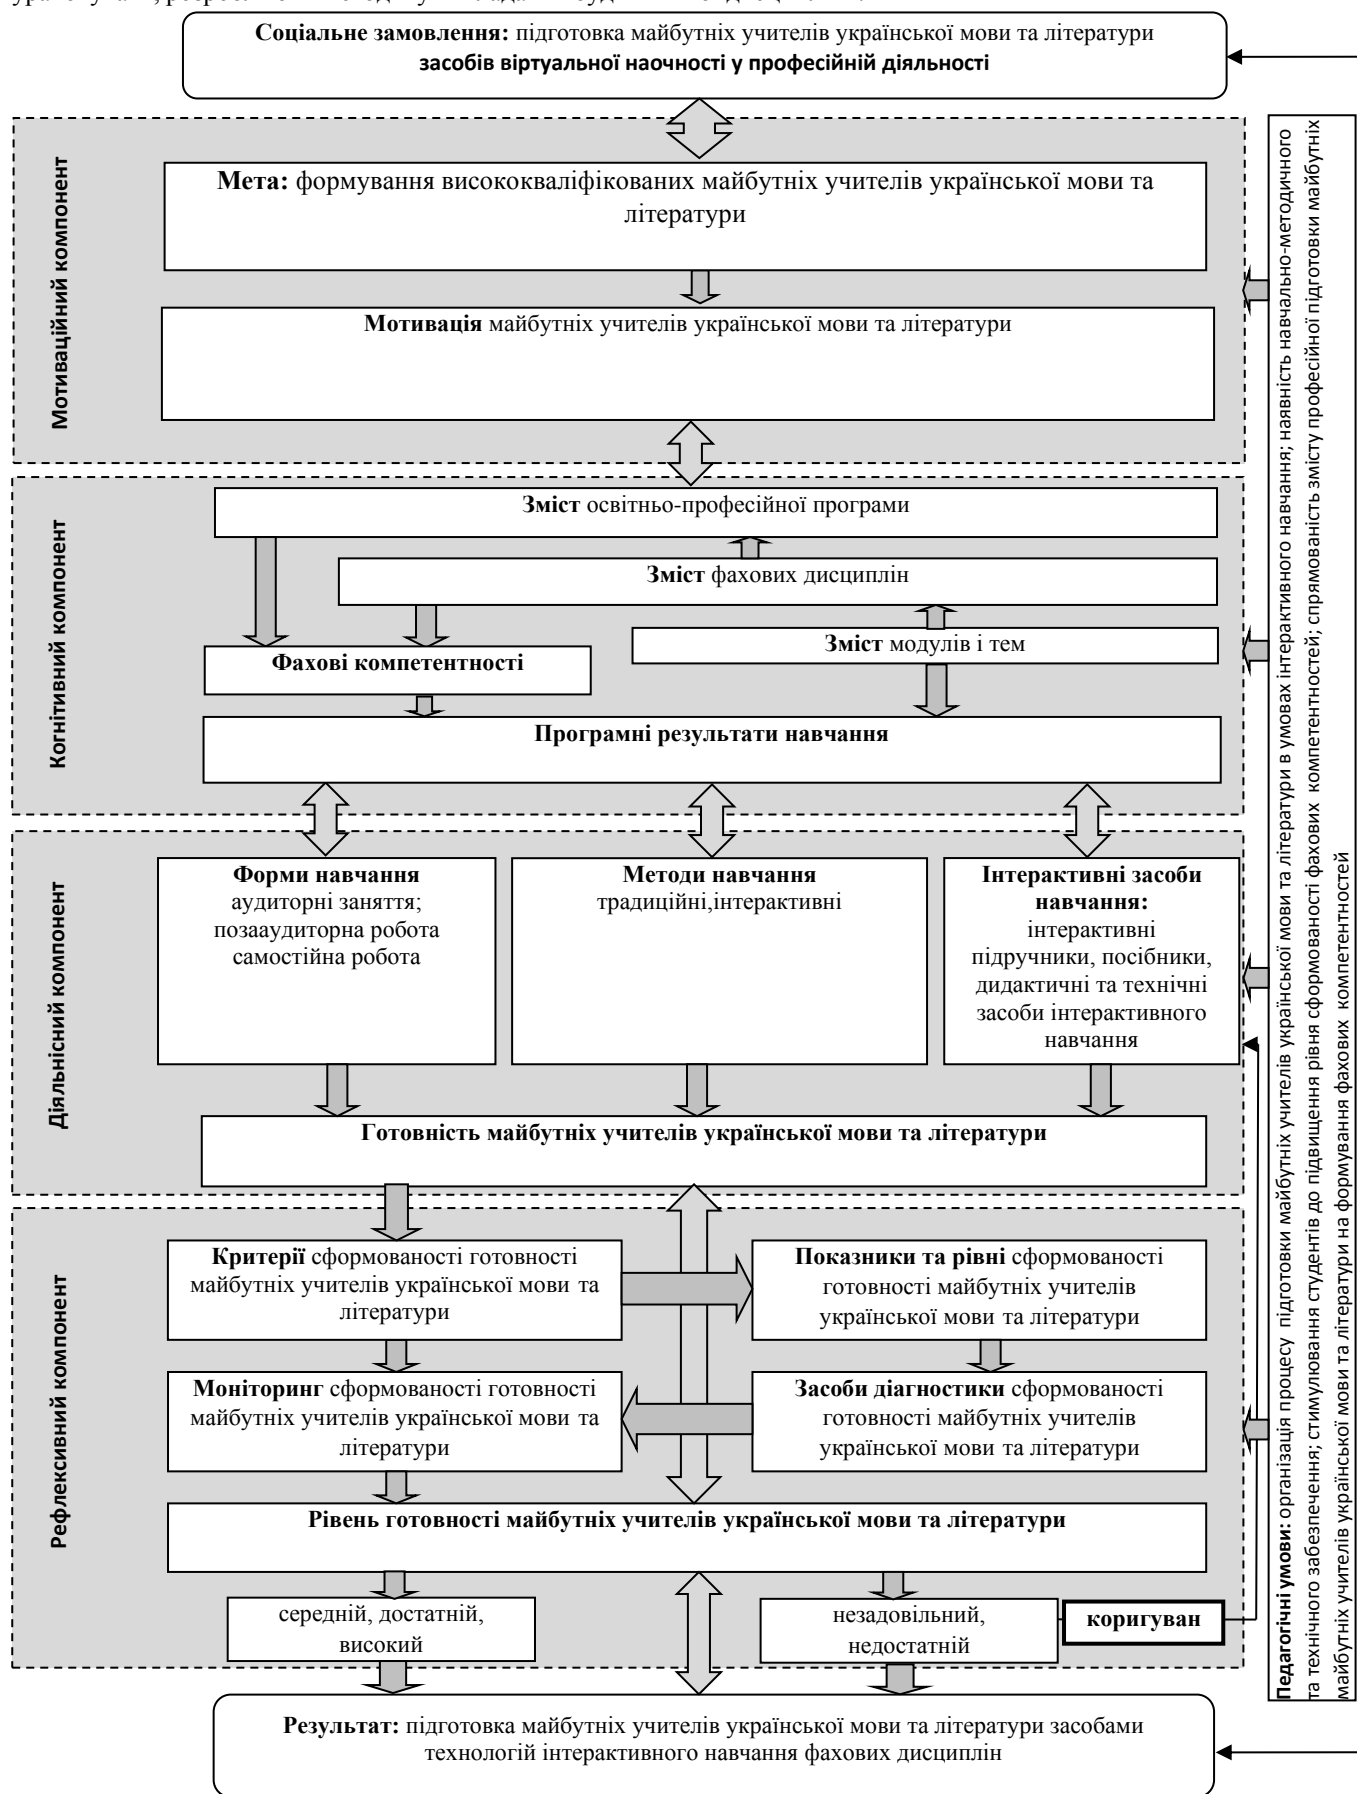 Соціальне замовлення: підготовка майбутніх учителів української мови та літератури
засобів віртуальної наочності у професійній діяльності
Мотиваційний компонент
Мета: формування висококваліфікованих майбутніх учителів української мови та
літератури
Мотивація майбутніх учителів української мови та літератури
Когнітивний компонент
Зміст освітньо-професійної програми
Зміст фахових дисциплін
Зміст модулів і тем
Фахові компетентності
Програмні результати навчання
Діяльнісний компонент
Форми навчання
аудиторні заняття;
позааудиторна робота
самостійна робота
Методи навчання
традиційні,інтерактивні
Інтерактивні засоби
навчання:
інтерактивні
підручники, посібники,
дидактичні та технічні
засоби інтерактивного
навчання
Готовність майбутніх учителів української мови та літератури
Рефлексивний компонент
Критерії сформованості готовності
майбутніх учителів української мови та
літератури
Показники та рівні сформованості
готовності майбутніх учителів
української мови та літератури
Моніторинг сформованості готовності
майбутніх учителів української мови та
літератури
Засоби діагностики сформованості
готовності майбутніх учителів
української мови та літератури
Рівень готовності майбутніх учителів української мови та літератури
середній, достатній,
високий
незадовільний,
недостатній
коригуван
Результат: підготовка майбутніх учителів української мови та літератури засобами
технологій інтерактивного навчання фахових дисциплін
Педагогічні умови: організація процесу підготовки майбутніх учителів української мови та літератури в умовах інтерактивного навчання; наявність навчально-методичного
та технічного забезпечення; стимулювання студентів до підвищення рівня сформованості фахових компетентностей; спрямованість змісту професійної підготовки майбутніх
майбутніх учителів української мови та літератури на формування фахових компетентностей